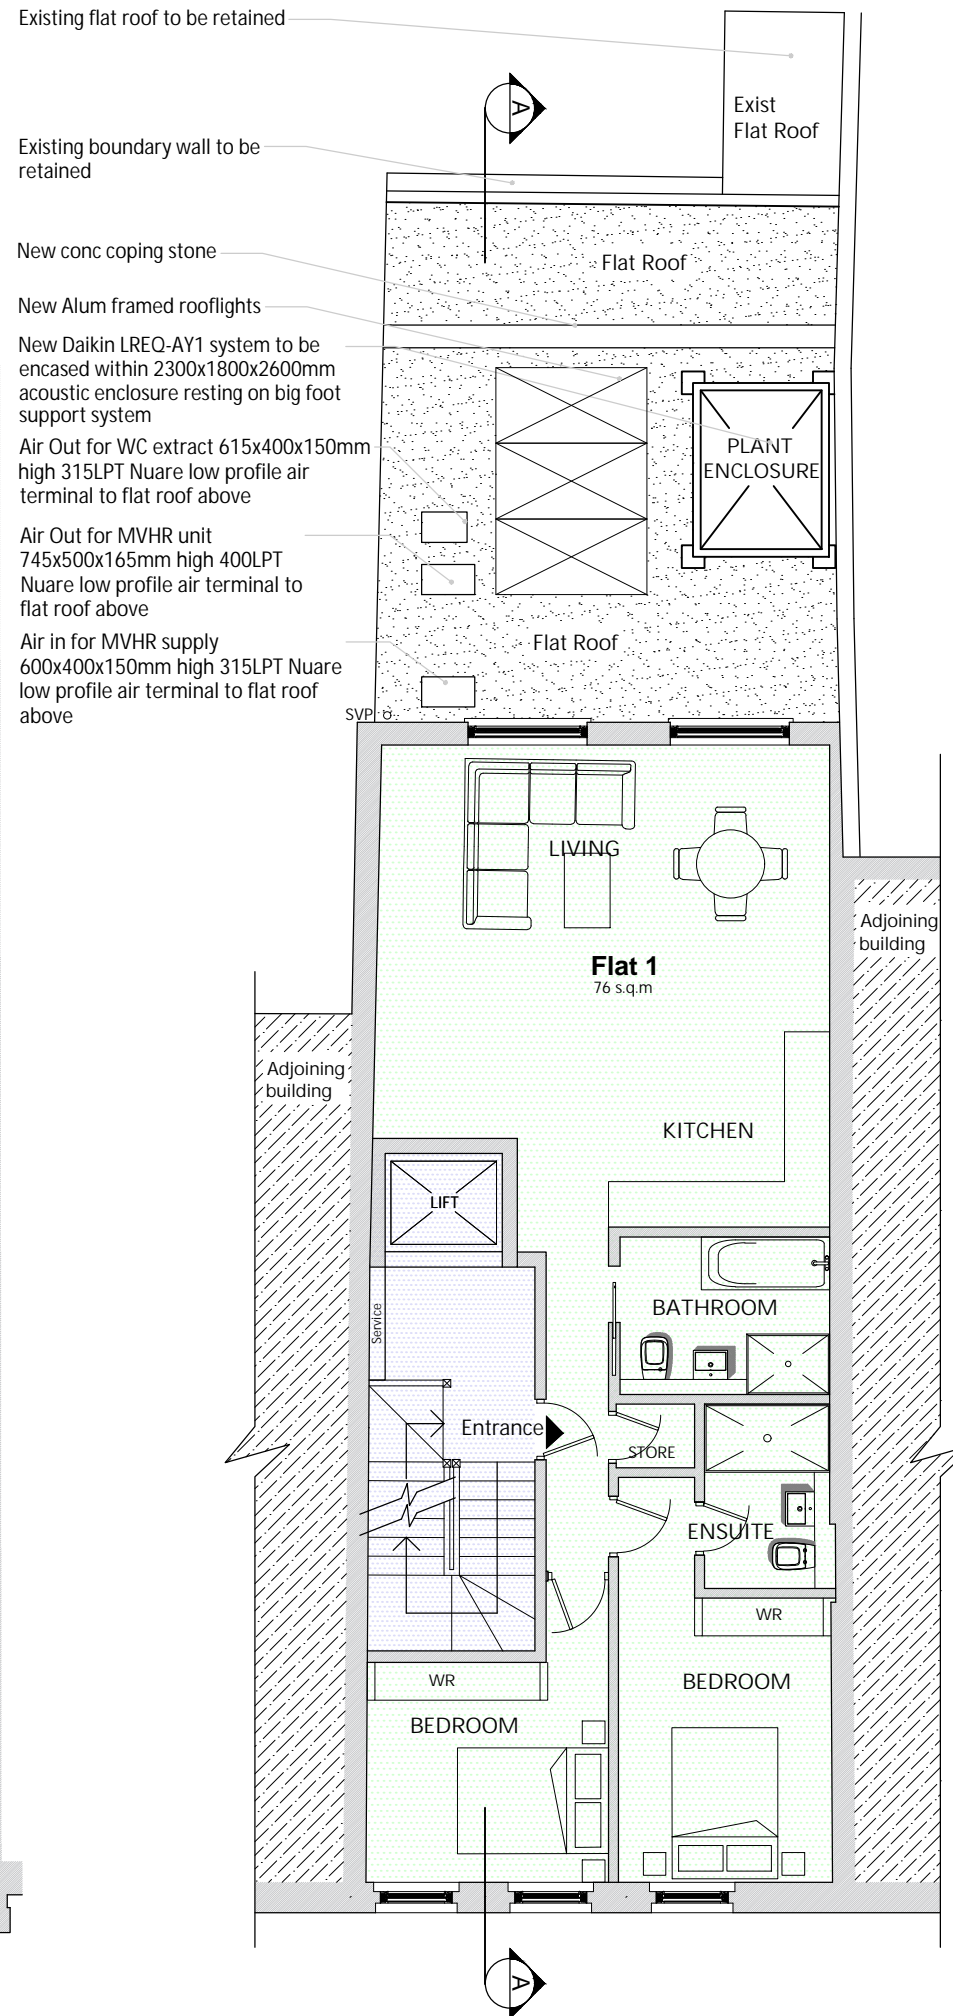 Existing flat roof to be retained
A
Exist
Flat Roof
Existing boundary wall to be
retained
New conc coping stone
Flat Roof
New Alum framed rooflights
New Daikin LREQ-AY1 system to be
encased within 2300x1800x2600mm
acoustic enclosure resting on big foot
support system
PLANT
ENCLOSURE
Air Out for WC extract 615x400x150mm
high 315LPT Nuare low profile air
terminal to flat roof above
Air Out for MVHR unit
745x500x165mm high 400LPT
Nuare low profile air terminal to
flat roof above
Air in for MVHR supply
600x400x150mm high 315LPT Nuare
low profile air terminal to flat roof
above
Flat Roof
SVP
LIVING
Adjoining
building
Flat 1
76 s.q.m
Adjoining
building
KITCHEN
LIFT
BATHROOM
Service
Entrance
STORE
ENSUITE
WR
WR
BEDROOM
BEDROOM
A